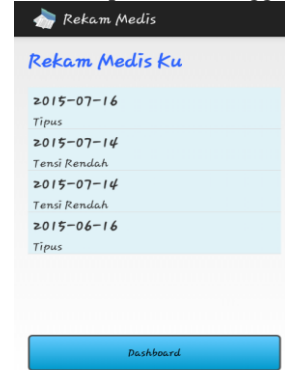 Rekam Medis
Rekam Medis Ku
2015-07-16
Tipus
2015-07-14
Tensi Rendah
2015-07-14
Tensi Rendah
2015-06-16
Tipus
Dashboard